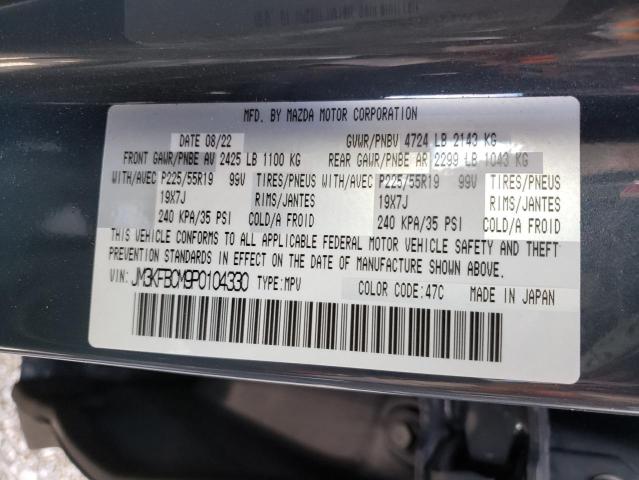 MFD. BY MAZDA MOTOR CORPORATION
DATE 08/22 GVWR/PNBV 4724 LB 2143 KG
FRONT GAWR/PNBE AV 2425 LB 1100 KG REAR GAWR/PNBE AR 2299 LB 1043 KG
WITH/AVEC P225/55R19 99V TIRES/PNEUS WITH/AVEC P225/55R19 99V TIRES/PNEUS
19X7J RIMS/JANTES 19X7J RIMS/JANTES
240 KPA/35 PSI COLD/A FROID 240 KPA/35 PSI COLD/A FROID
THIS VEHICLE CONFORMS TO ALL APPLICABLE FEDERAL MOTOR VEHICLE SAFETY AND THEFT
PREVENTION STANDARDS IN EFFECT ON THE DATE OF MANUFACTURE SHOWN ABOVE.
VIN: JM3KFBCM9P0104330 TYPE:MPV COLOR CODE:47C MADE IN JAPAN